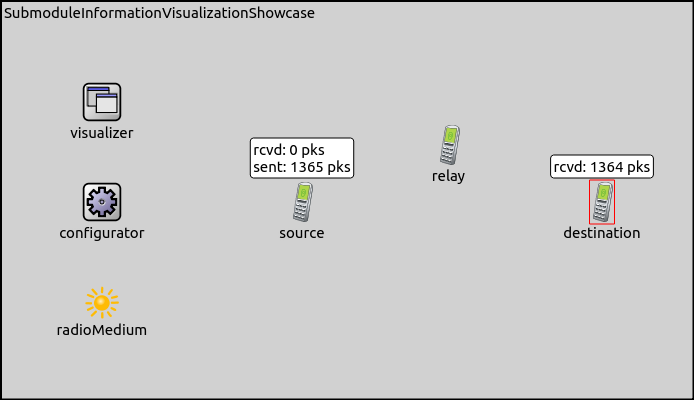 SubmoduleInformationVisualizationShowcase
visualizer
rcvd: 0 pks
sent: 1365 pks
relay
rcvd: 1364 pks
configurator
source
destination
radioMedium